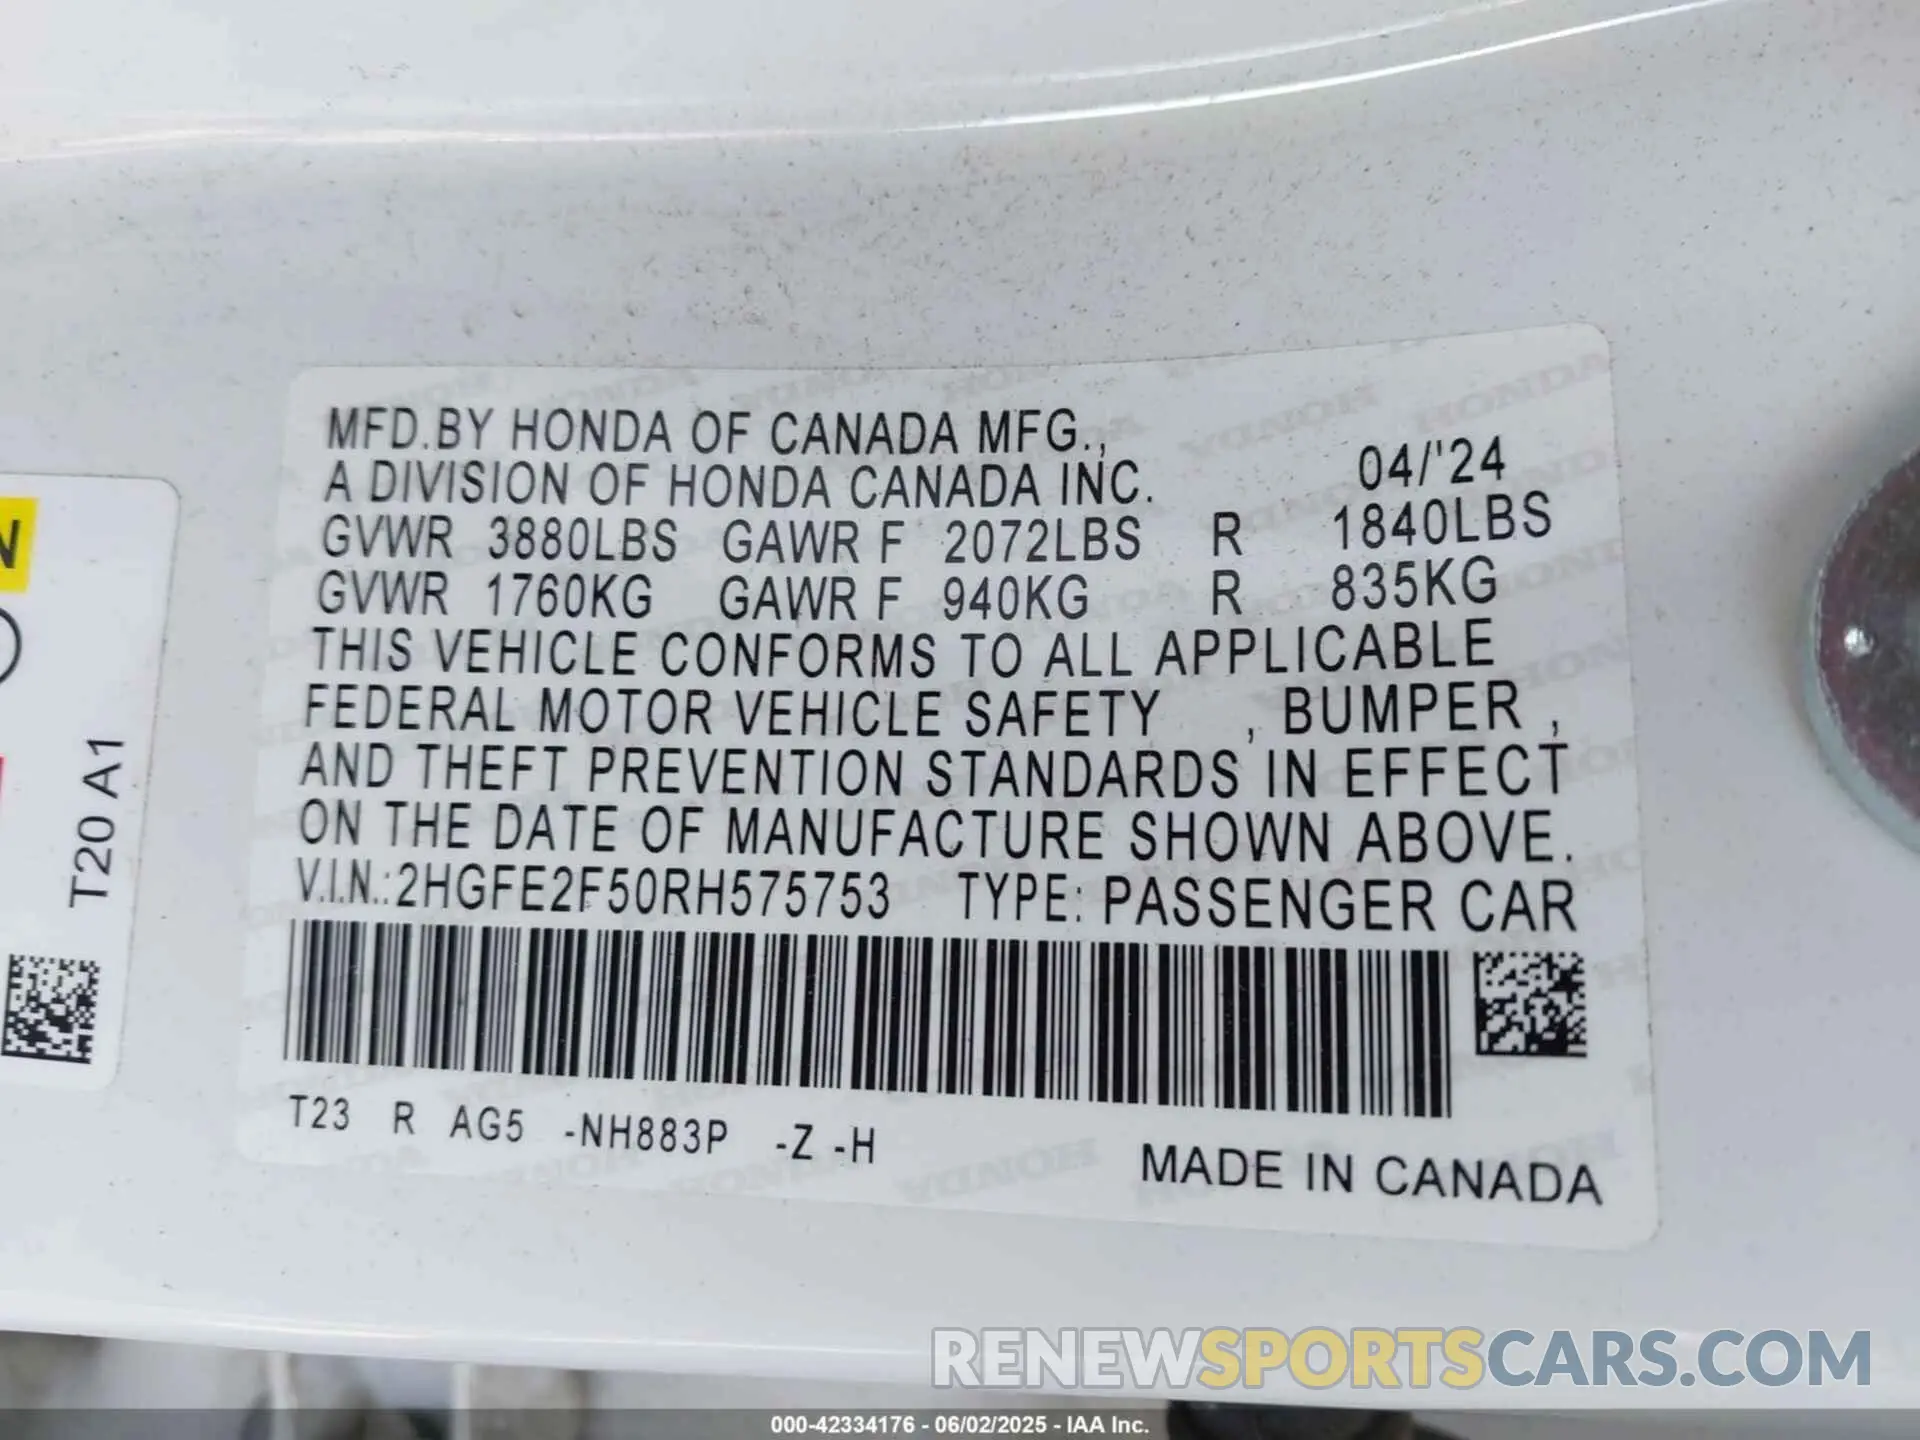 MFD.BY HONDA OF CANADA MFG.,
A DIVISION OF HONDA CANADA INC. 04/'24
GVWR 3880LBS GAWR F 2072LBS R 1840LBS
GVWR 1760KG GAWR F 940KG R 835KG
THIS VEHICLE CONFORMS TO ALL APPLICABLE
FEDERAL MOTOR VEHICLE SAFETY , BUMPER ,
AND THEFT PREVENTION STANDARDS IN EFFECT
ON THE DATE OF MANUFACTURE SHOWN ABOVE.
V.I.N.:2HGFE2F50RH575753 TYPE: PASSENGER CAR
T23 R AG5 -NH883P -Z -H
MADE IN CANADA
T20 A1
N
RENEWSPORTSCARS.COM
000-42334176 - 06/02/2025 - IAA Inc.